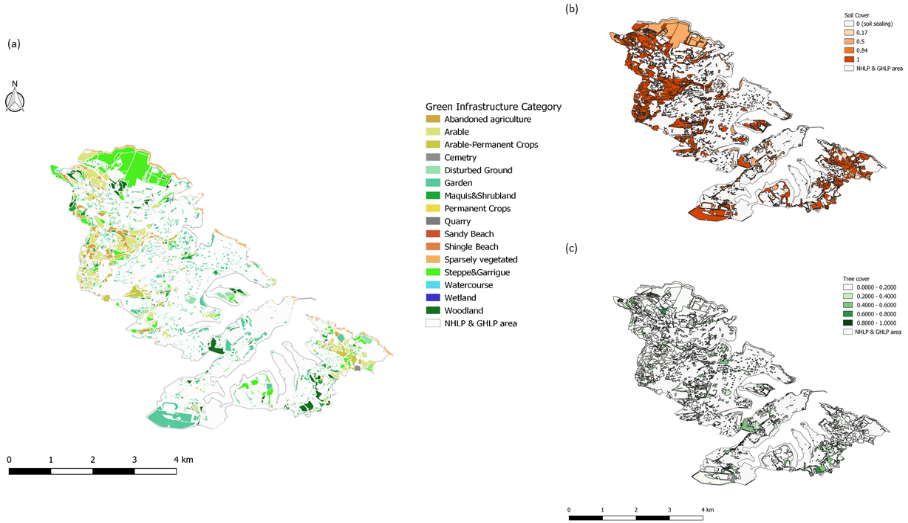 (a)
N
Green Infrastructure Category
Abandoned agriculture
Arable
Arable-Permanent Crops
Cemetry
Disturbed Ground
Garden
Maquis&Shrubland
Permanent Crops
Quarry
Sandy Beach
Shingle Beach
Sparsely vegetated
Steppe&Garrigue
Watercourse
Wetland
Woodland
NHLP & GHLP area
0 1 2 3 4 km
(b)
Soil Cover
0 (soil sealing)
0.17
0.5
0.84
1
NHLP & GHLP area
(c)
Tree cover
0.0000 - 0.2000
0.2000 - 0.4000
0.4000 - 0.6000
0.6000 - 0.8000
0.8000 - 1.0000
NHLP & GHLP area
0 1 2 3 4 km